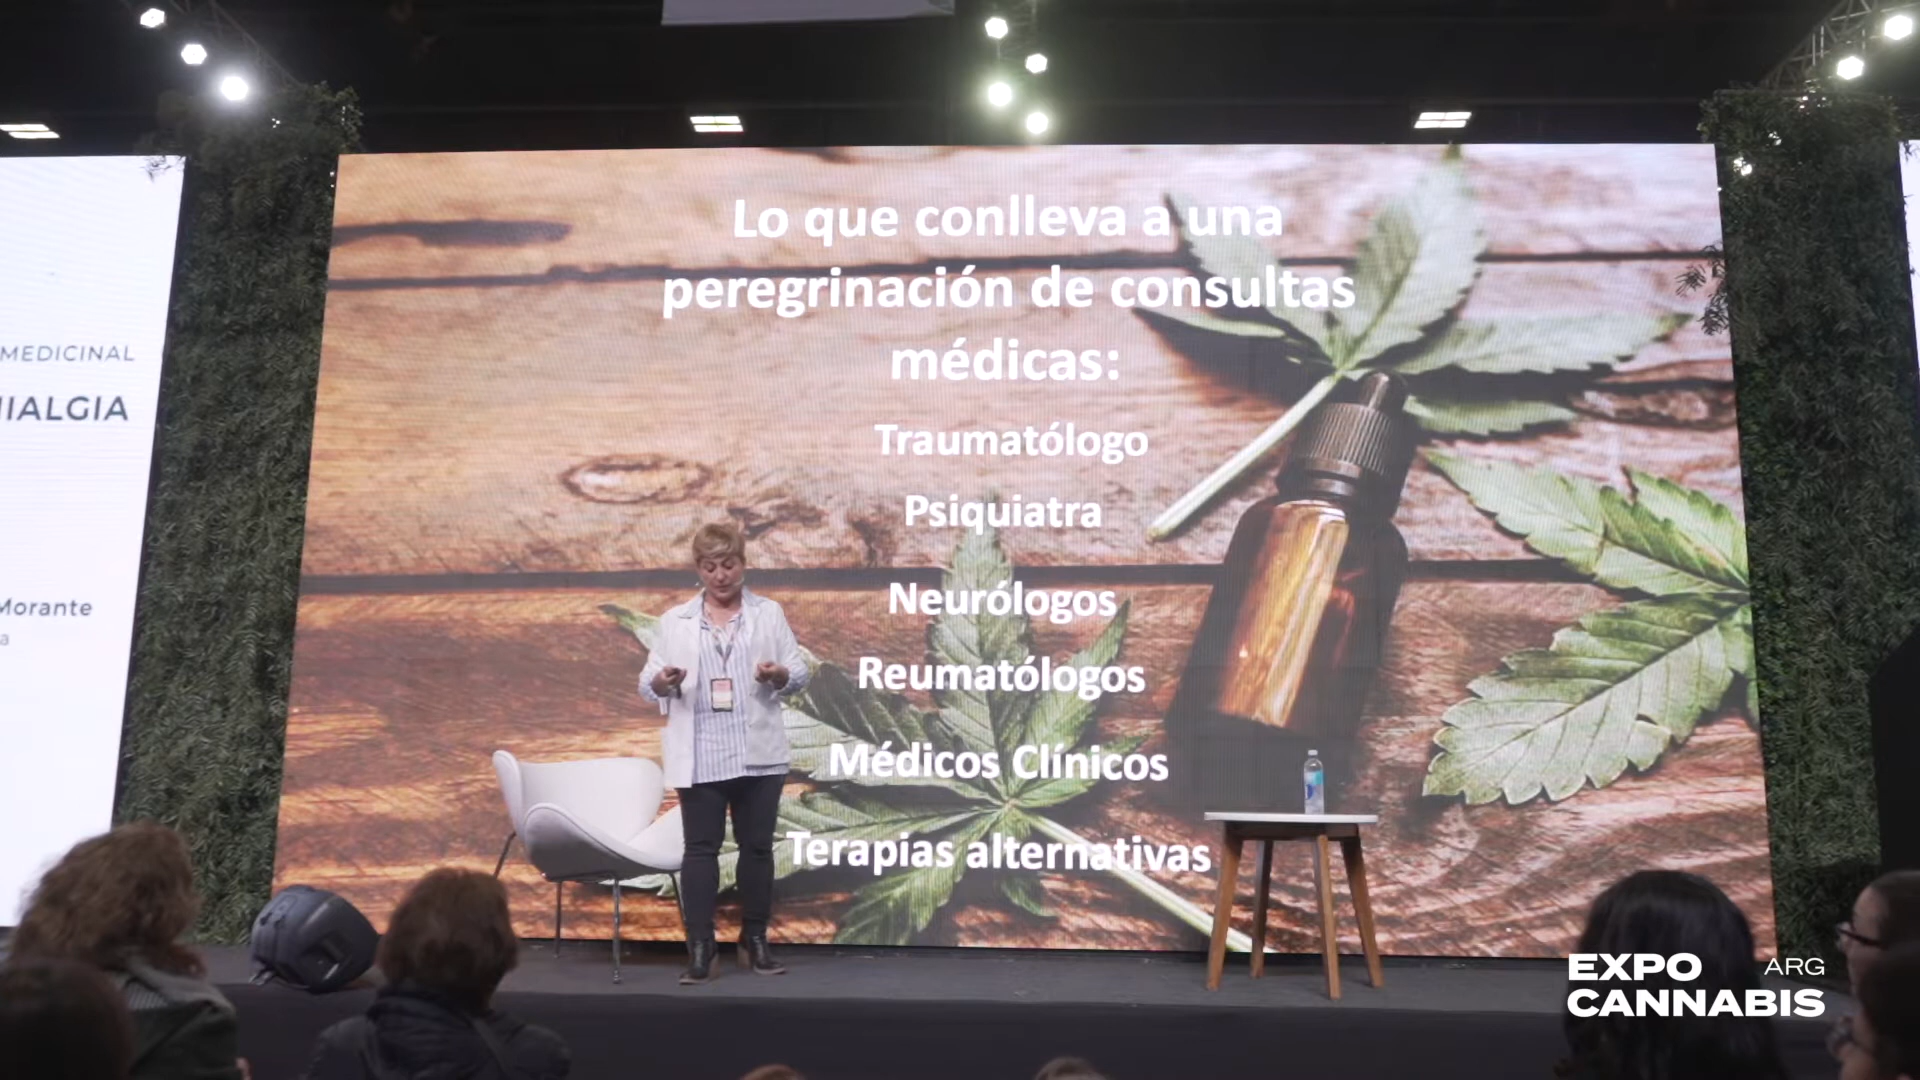 MEDICINAL
IALGIA
Morante
a
Lo que conlleva a una
peregrinación de consultas
médicas:
Traumatólogo
Psiquiatra
Neurólogos
Reumatólogos
Médicos Clínicos
Terapias alternativas
EXPO ARG
CANNABIS